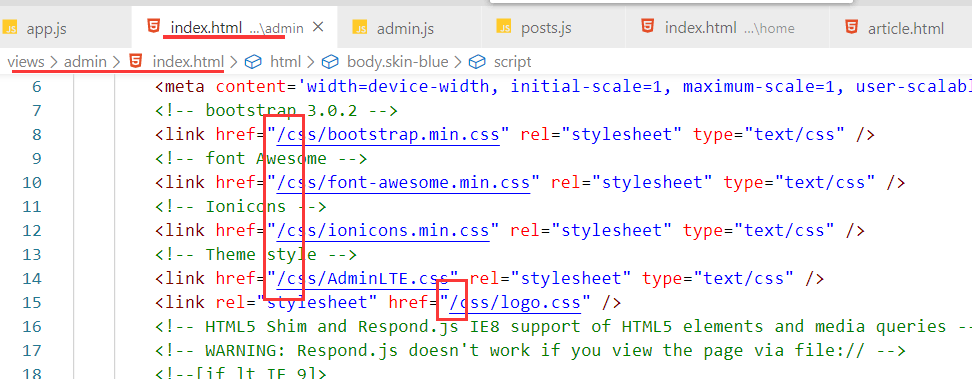 app.js index.html ...\admin admin.js posts.js index.html ...\home article.html
views > admin > index.html > html > body.skin-blue > script
6 <meta content='width=device-width, initial-scale=1, maximum-scale=1, user-scalab
7 <!-- bootstrap 3.0.2 -->
8 <link href="/css/bootstrap.min.css" rel="stylesheet" type="text/css" />
9 <!-- font Awesome -->
10 <link href="/css/font-awesome.min.css" rel="stylesheet" type="text/css" />
11 <!-- Ionicons -->
12 <link href="/css/ionicons.min.css" rel="stylesheet" type="text/css" />
13 <!-- Theme style -->
14 <link href="/css/AdminLTE.css" rel="stylesheet" type="text/css" />
15 <link rel="stylesheet" href="/css/logo.css" />
16 <!-- HTML5 Shim and Respond.js IE8 support of HTML5 elements and media queries --
17 <!-- WARNING: Respond.js doesn't work if you view the page via file:// -->
18 <!--[if lt IE 9]>